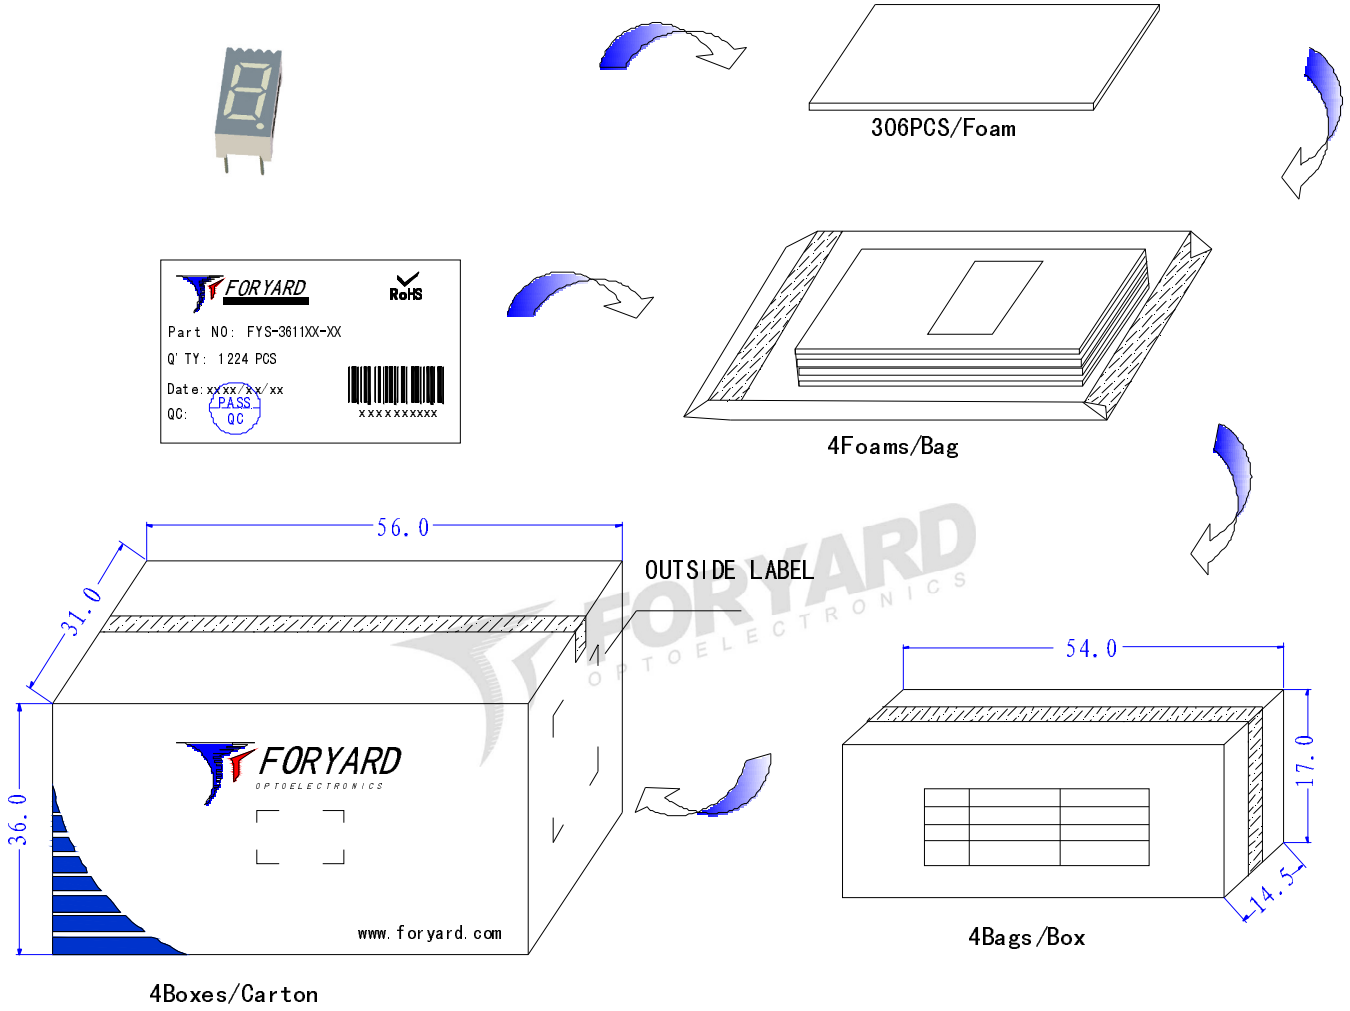 306PCS/Foam
FORYARD
RoHS
Part NO: FYS-3611XX-XX
Q'TY: 1224 PCS
Date:xxxx/xx/xx
PASS
QC:
QC
xxxxxxxxxx
4Foams/Bag
56.0
OUTSIDE LABEL
FORYARD
OPTOELECTRONICS
31.0
54.0
17.0
FORYARD
OPTOELECTRONICS
36.0
14.5
www.foryard.com
4Bags/Box
4Boxes/Carton